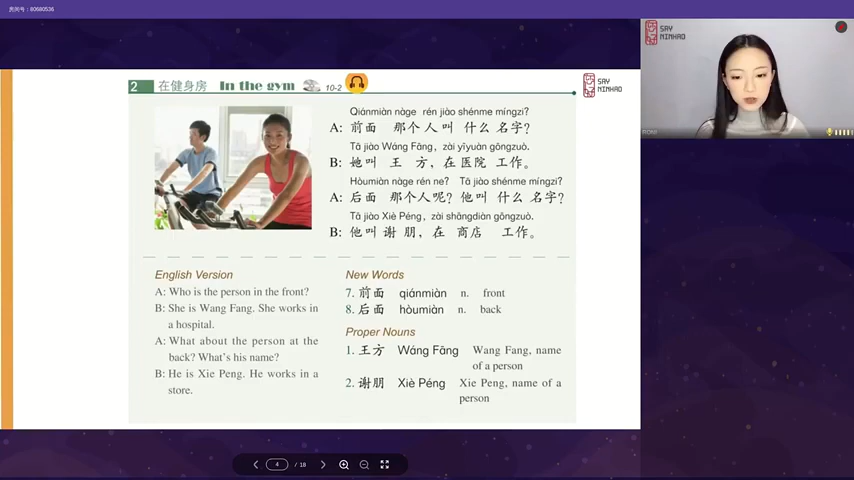 房间号：80680536
2 在健身房 In the gym 10-2
SAY
NINHAO
SAY
NINHAO
Qiánmiàn nàge rén jiào shénme míngzi?
A: 前面 那个人叫 什么 名字？
Tā jiào Wáng Fāng, zài yīyuàn gōngzuò.
B: 她叫 王 方，在医院 工作。
Hòumiàn nàge rén ne? Tā jiào shénme míngzi?
A: 后面 那个人呢？他叫 什么 名字？
Tā jiào Xiè Péng, zài shāngdiàn gōngzuò.
B: 他叫 谢 朋，在 商店 工作。
English Version
A: Who is the person in the front?
B: She is Wang Fang. She works in
a hospital.
A: What about the person at the
back? What's his name?
B: He is Xie Peng. He works in a
store.
New Words
7. 前面 qiánmiàn n. front
8. 后面 hòumiàn n. back
Proper Nouns
1. 王方 Wáng Fāng Wang Fang, name
of a person
2. 谢朋 Xiè Péng Xie Peng, name of a
person
4 / 18